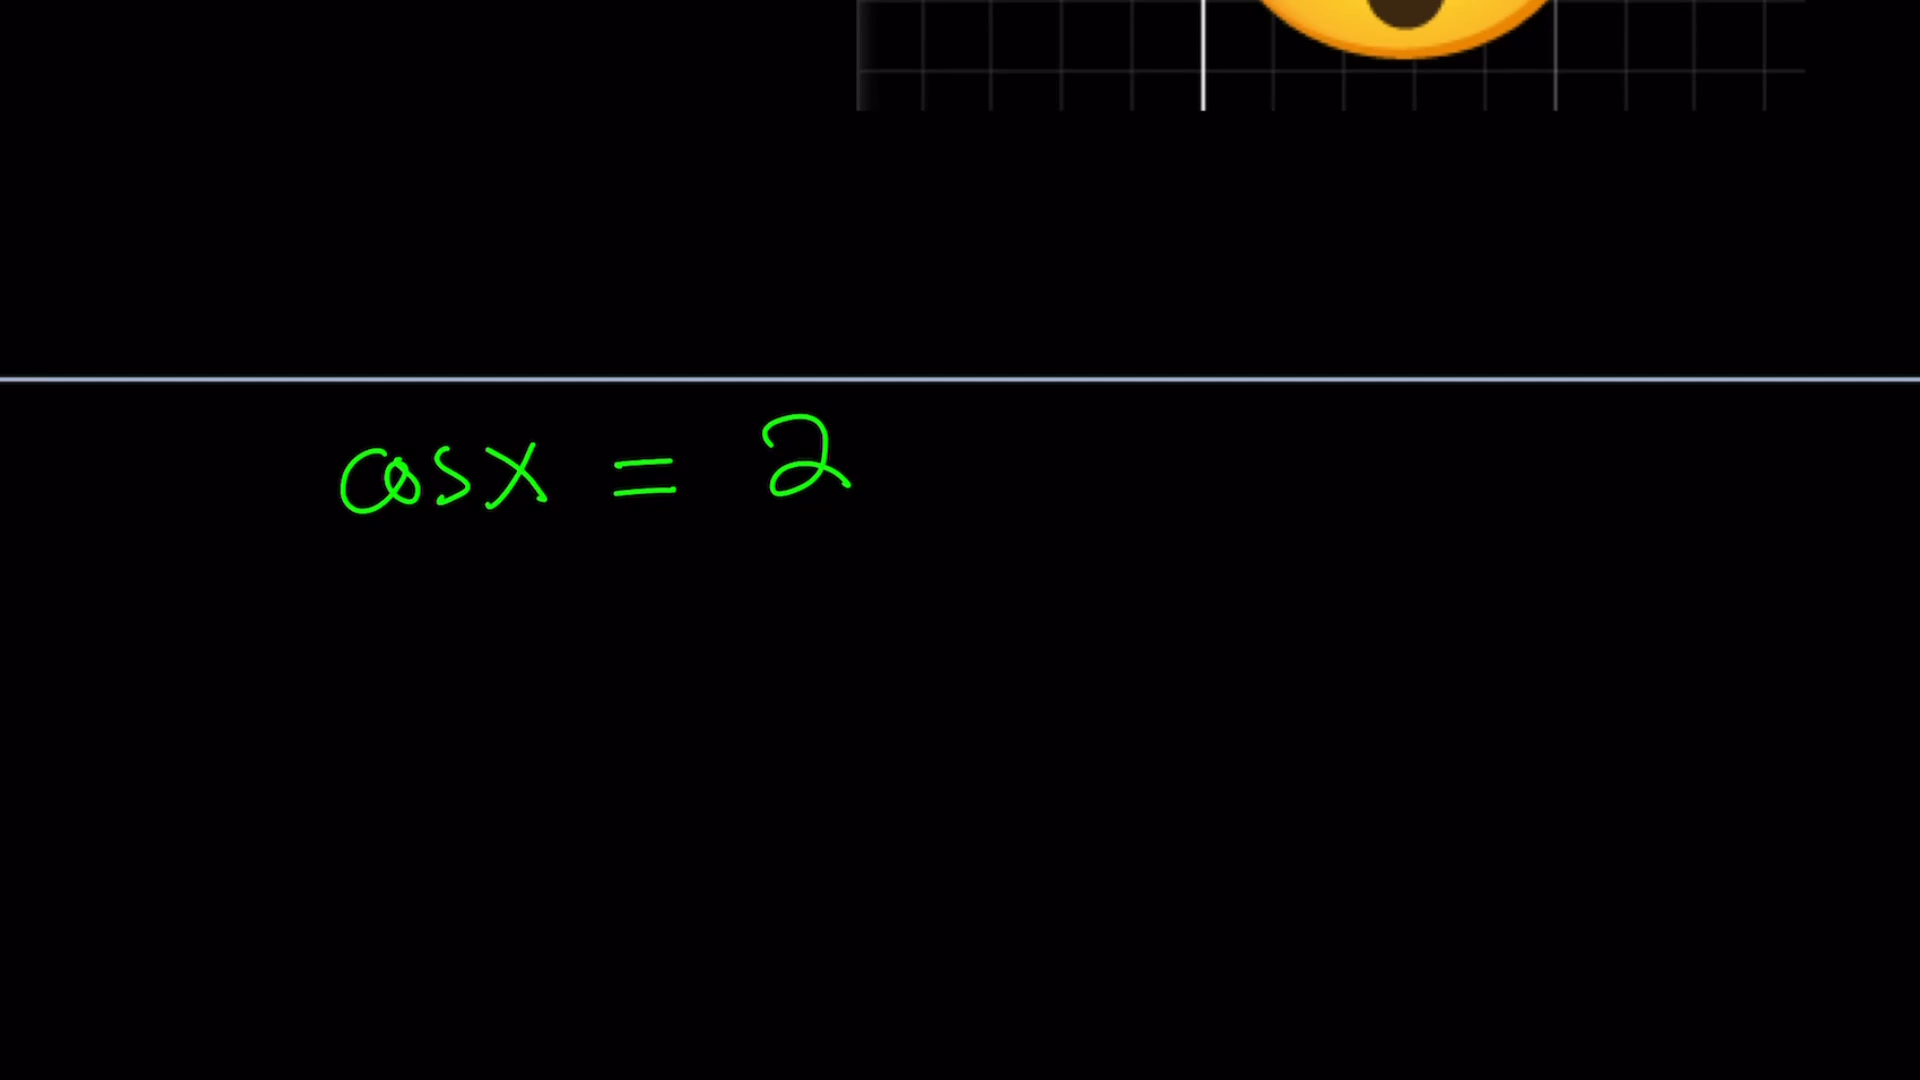 cosx = 2